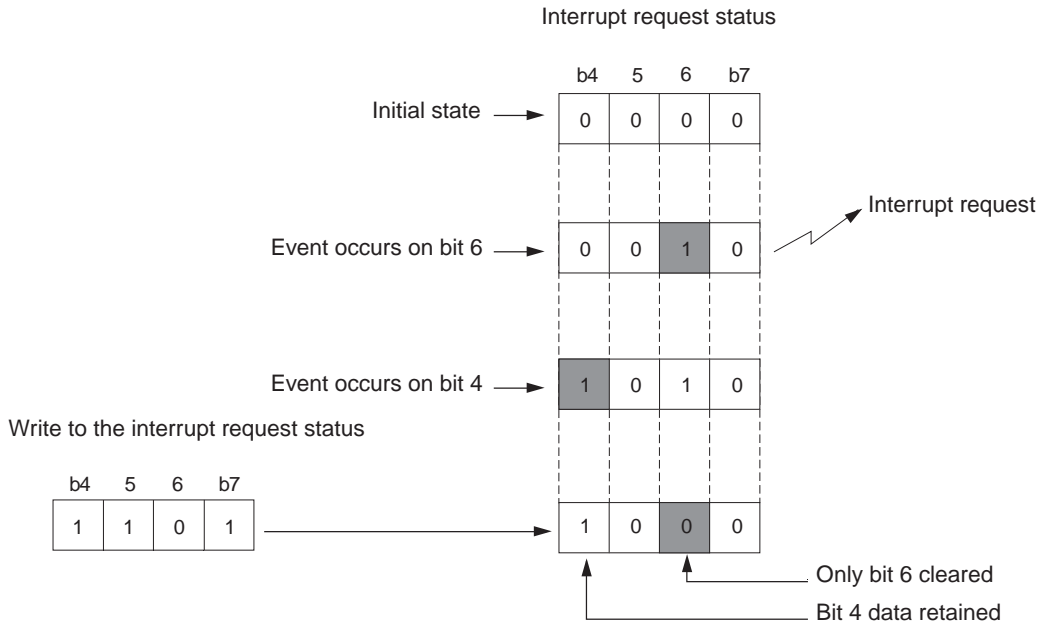 Interrupt request status
b4 5 6 b7
Initial state
0 0 0 0
Interrupt request
Event occurs on bit 6
0 0 1 0
Event occurs on bit 4
1 0 1 0
Write to the interrupt request status
b4 5 6 b7
1 1 0 1
1 0 0 0
Only bit 6 cleared
Bit 4 data retained